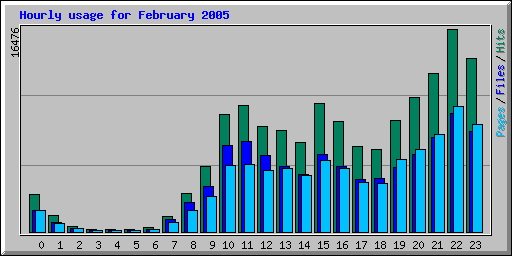 Hourly usage for February 2005
16476
Pages / Files / Hits
0 1 2 3 4 5 6 7 8 9 10 11 12 13 14 15 16 17 18 19 20 21 22 23